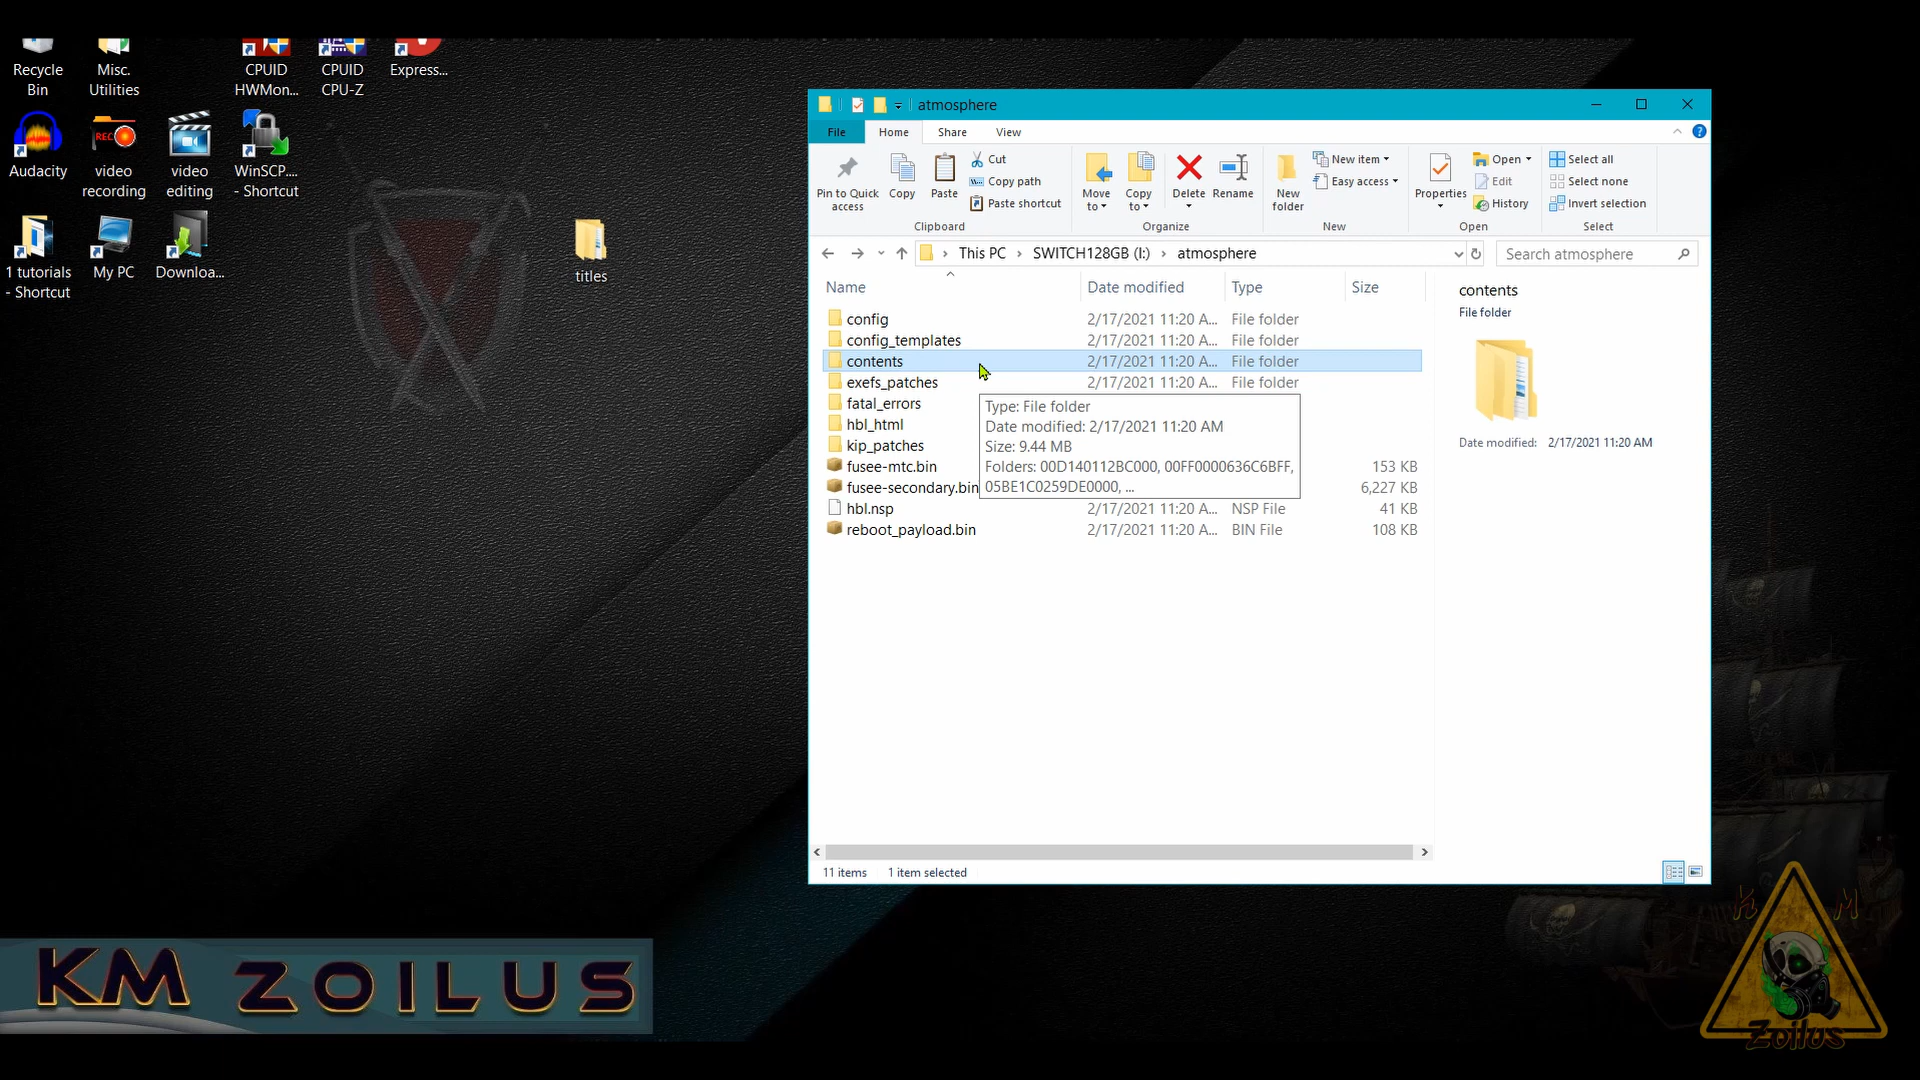 Recycle
Bin
Misc.
Utilities
CPUID
HWMon...
CPUID
CPU-Z
Express...
Audacity
REC
video
recording
video
editing
WinSCP....
- Shortcut
1 tutorials
- Shortcut
My PC
Downloa...
titles
atmosphere
File
Home
Share
View
Pin to Quick
access
Copy
Paste
Cut
Copy path
Paste shortcut
Clipboard
Move
to
Copy
to
Delete
Rename
Organize
New
folder
New item
Easy access
New
Properties
Open
Edit
History
Open
Select all
Select none
Invert selection
Select
This PC
SWITCH128GB (I:)
atmosphere
Search atmosphere
Name
Date modified
Type
Size
config 2/17/2021 11:20 A... File folder
config_templates 2/17/2021 11:20 A... File folder
contents 2/17/2021 11:20 A... File folder
exefs_patches 2/17/2021 11:20 A... File folder
fatal_errors
hbl_html
kip_patches
fusee-mtc.bin 153 KB
fusee-secondary.bin 6,227 KB
hbl.nsp 2/17/2021 11:20 A... NSP File 41 KB
reboot_payload.bin 2/17/2021 11:20 A... BIN File 108 KB
Type: File folder
Date modified: 2/17/2021 11:20 AM
Size: 9.44 MB
Folders: 00D140112BC000, 00FF0000636C6BFF,
05BE1C0259DE0000, ...
contents
File folder
Date modified: 2/17/2021 11:20 AM
11 items
1 item selected
KM ZOILUS
K M
Zoilus